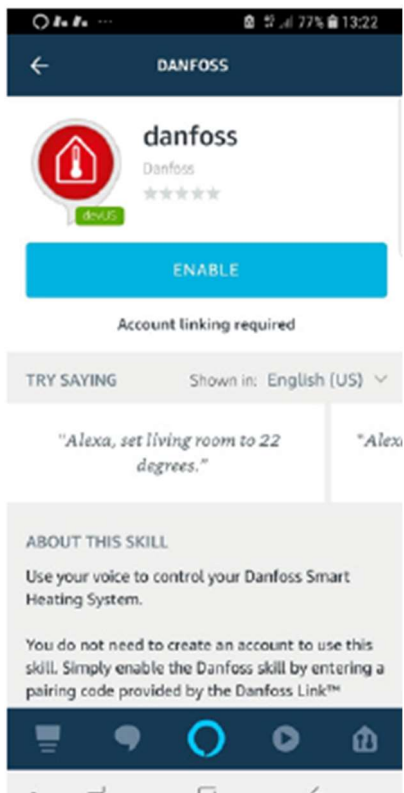 77% 13:22
DANFOSS
danfoss
Danfoss
devUS
ENABLE
Account linking required
TRY SAYING Shown in: English (US)
"Alexa, set living room to 22
degrees."
"Alex
ABOUT THIS SKILL
Use your voice to control your Danfoss Smart
Heating System.
You do not need to create an account to use this
skill. Simply enable the Danfoss skill by entering a
pairing code provided by the Danfoss Link™